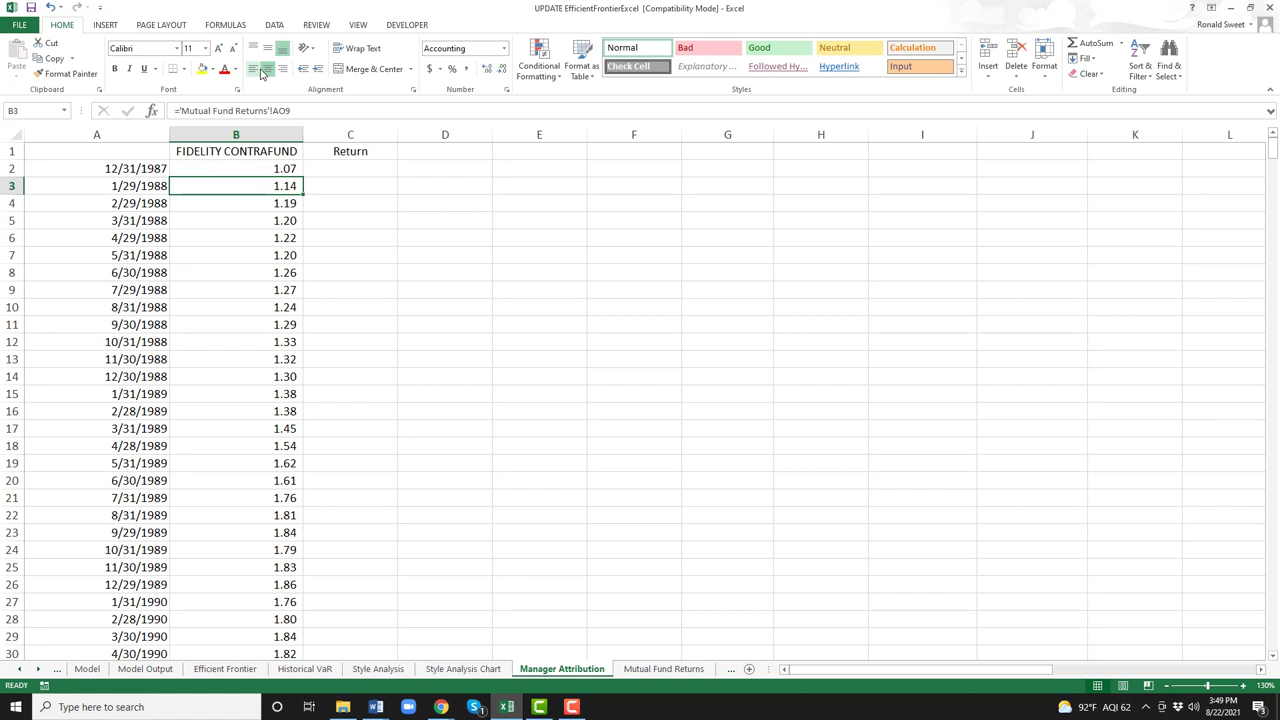 UPDATE EfficientFrontierExcel [Compatibility Mode] - Excel
FILE HOME INSERT PAGE LAYOUT FORMULAS DATA REVIEW VIEW DEVELOPER Ronald Sweet
Paste Cut Copy Format Painter Clipboard
Calibri 11 B I U A Font
Wrap Text Merge & Center Alignment
Accounting $ % , Number
Conditional Formatting Format as Table
Normal Bad Good Neutral Calculation
Check Cell Explanatory ... Followed Hy... Hyperlink Input
Styles
Insert Delete Format Cells
AutoSum Fill Clear Sort & Filter Find & Select Editing
B3 fx ='Mutual Fund Returns'!AO9
A B C D E F G H I J K L
1 FIDELITY CONTRAFUND Return
2 12/31/1987 1.07
3 1/29/1988 1.14
4 2/29/1988 1.19
5 3/31/1988 1.20
6 4/29/1988 1.22
7 5/31/1988 1.20
8 6/30/1988 1.26
9 7/29/1988 1.27
10 8/31/1988 1.24
11 9/30/1988 1.29
12 10/31/1988 1.33
13 11/30/1988 1.32
14 12/30/1988 1.30
15 1/31/1989 1.38
16 2/28/1989 1.38
17 3/31/1989 1.45
18 4/28/1989 1.54
19 5/31/1989 1.62
20 6/30/1989 1.61
21 7/31/1989 1.76
22 8/31/1989 1.81
23 9/29/1989 1.84
24 10/31/1989 1.79
25 11/30/1989 1.83
26 12/29/1989 1.86
27 1/31/1990 1.76
28 2/28/1990 1.80
29 3/30/1990 1.84
30 4/30/1990 1.82
... Model Model Output Efficient Frontier Historical VaR Style Analysis Style Analysis Chart Manager Attribution Mutual Fund Returns ...
READY 130%
Type here to search 92°F AQI 62 3:49 PM
8/22/2021